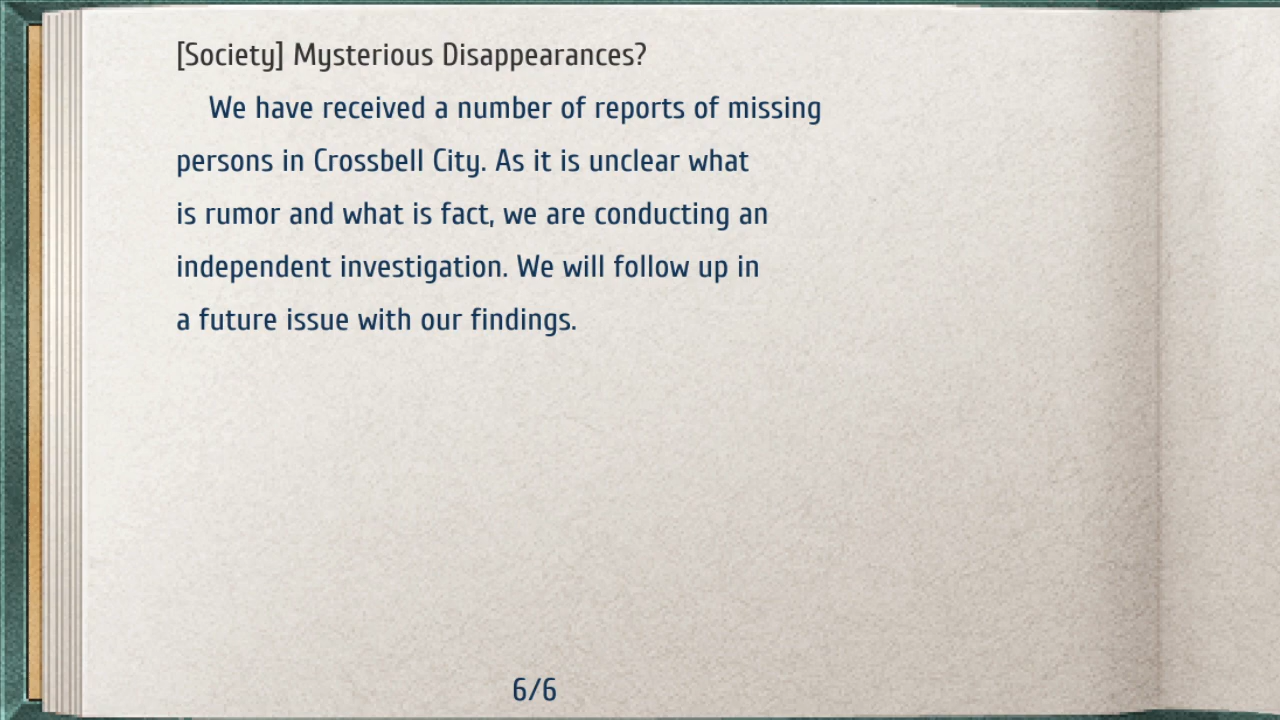 [Society] Mysterious Disappearances?
We have received a number of reports of missing
persons in Crossbell City. As it is unclear what
is rumor and what is fact, we are conducting an
independent investigation. We will follow up in
a future issue with our findings.
6/6